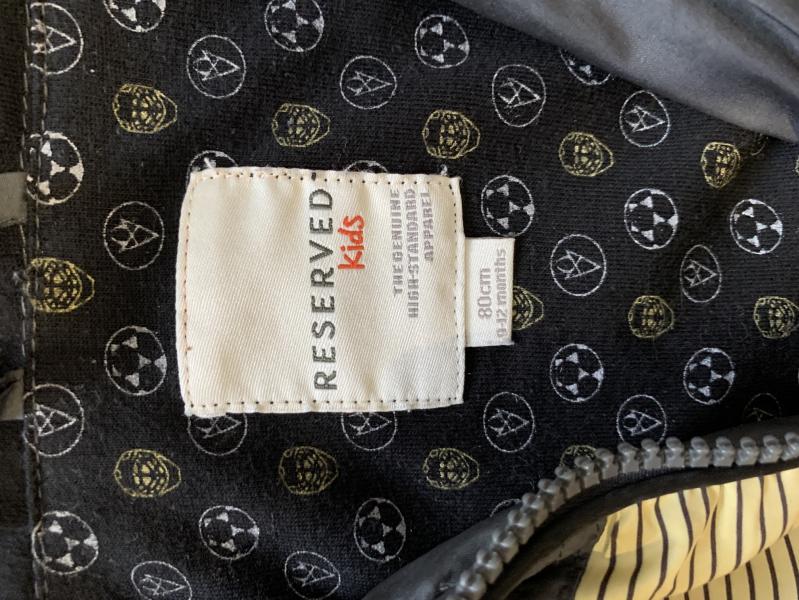 RESERVED
kids
THE GENUINE
HIGH-STANDARD
APPAREL
80cm
9-12 months